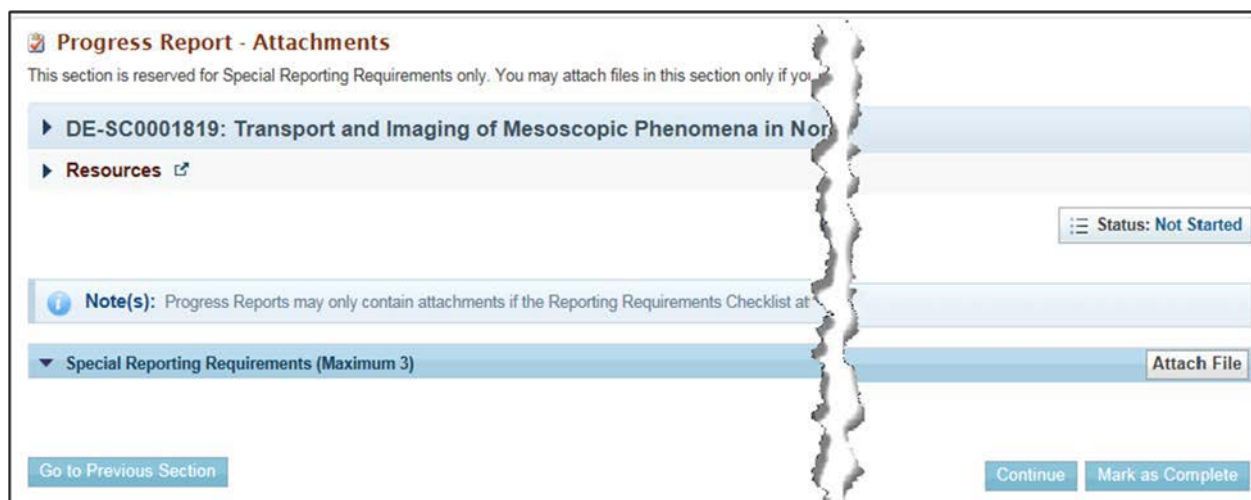 Progress Report - Attachments
This section is reserved for Special Reporting Requirements only. You may attach files in this section only if you
DE-SC0001819: Transport and Imaging of Mesoscopic Phenomena in Nor
Resources
Status: Not Started
Note(s): Progress Reports may only contain attachments if the Reporting Requirements Checklist at
Special Reporting Requirements (Maximum 3) Attach File
Go to Previous Section Continue Mark as Complete